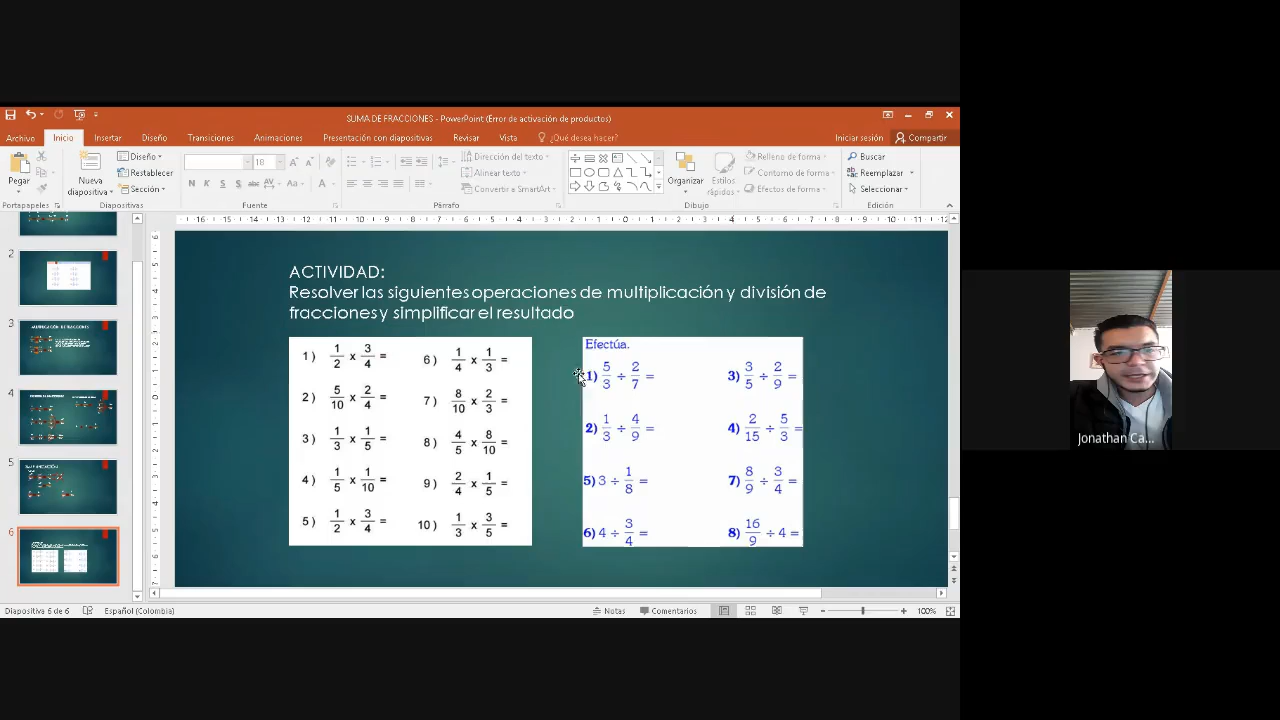 SUMA DE FRACCIONES - PowerPoint (Error de activación de productos)
Archivo Inicio Insertar Diseño Transiciones Animaciones Presentación con diapositivas Revisar Vista ¿Qué desea hacer? Iniciar sesión Compartir
Pegar
Nueva diapositiva
Diseño
Restablecer
Sección
18
N K S S abc AV Aa A
Dirección del texto
Alinear texto
Convertir a SmartArt
Organizar
Estilos rápidos
Relleno de forma
Contorno de forma
Efectos de forma
Buscar
Reemplazar
Seleccionar
Portapapeles Diapositivas Fuente Párrafo Dibujo Edición
2
3
4
5
6
ACTIVIDAD:
Resolver las siguientes operaciones de multiplicación y división de
fracciones y simplificar el resultado
1) 1/2 x 3/4 = 6) 1/4 x 1/3 =
2) 5/10 x 2/4 = 7) 8/10 x 2/3 =
3) 1/3 x 1/5 = 8) 4/5 x 8/10 =
4) 1/5 x 1/10 = 9) 2/4 x 1/5 =
5) 1/2 x 3/4 = 10) 1/3 x 3/5 =
Efectúa.
1) 5/3 ÷ 2/7 = 3) 3/5 ÷ 2/9 =
2) 1/3 ÷ 4/9 = 4) 2/15 ÷ 5/3 =
5) 3 ÷ 1/8 = 7) 8/9 ÷ 3/4 =
6) 4 ÷ 3/4 = 8) 16/9 ÷ 4 =
Diapositiva 6 de 6 Español (Colombia) Notas Comentarios 100%
Jonathan Ca...